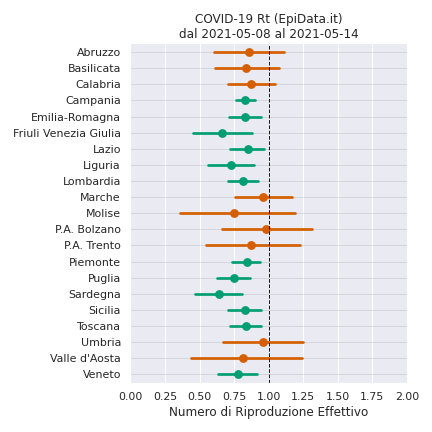 COVID-19 Rt (EpiData.it)
dal 2021-05-08 al 2021-05-14
Abruzzo
Basilicata
Calabria
Campania
Emilia-Romagna
Friuli Venezia Giulia
Lazio
Liguria
Lombardia
Marche
Molise
P.A. Bolzano
P.A. Trento
Piemonte
Puglia
Sardegna
Sicilia
Toscana
Umbria
Valle d'Aosta
Veneto
0.00 0.25 0.50 0.75 1.00 1.25 1.50 1.75 2.00
Numero di Riproduzione Effettivo